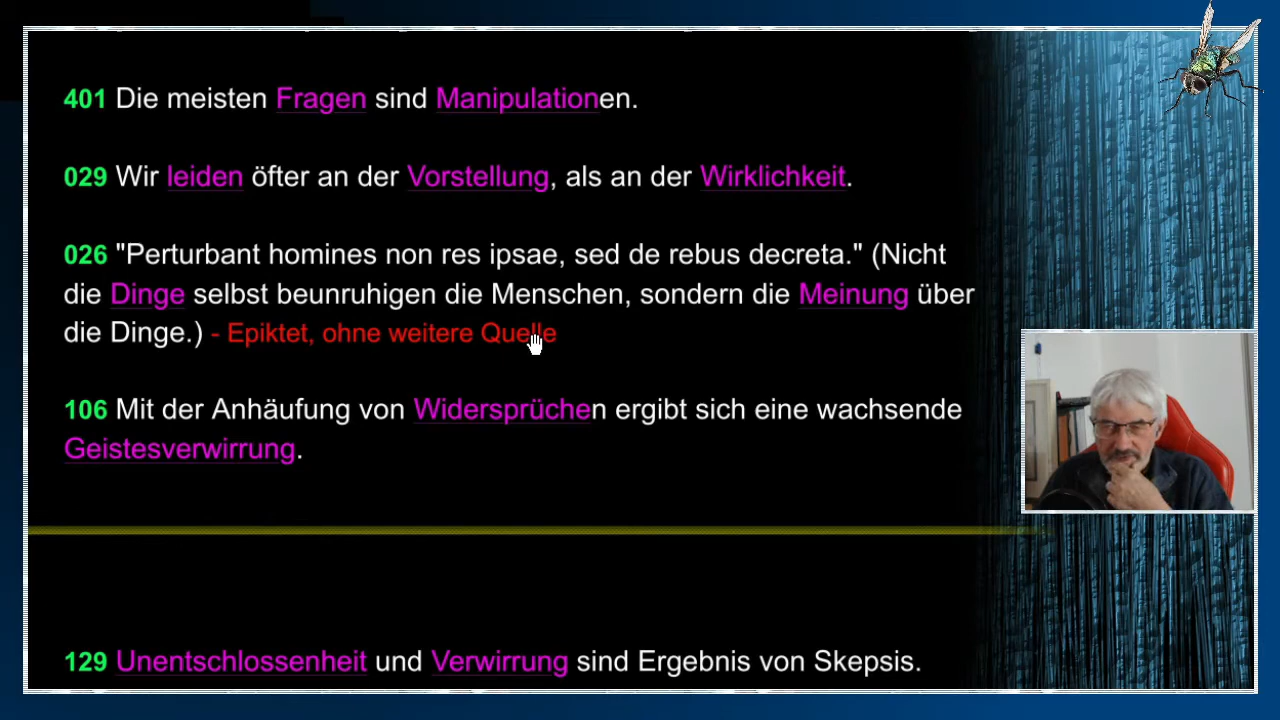 401 Die meisten Fragen sind Manipulationen.
029 Wir leiden öfter an der Vorstellung, als an der Wirklichkeit.
026 "Perturbant homines non res ipsae, sed de rebus decreta." (Nicht
die Dinge selbst beunruhigen die Menschen, sondern die Meinung über
die Dinge.) - Epiktet, ohne weitere Quelle
106 Mit der Anhäufung von Widersprüchen ergibt sich eine wachsende
Geistesverwirrung.
129 Unentschlossenheit und Verwirrung sind Ergebnis von Skepsis.